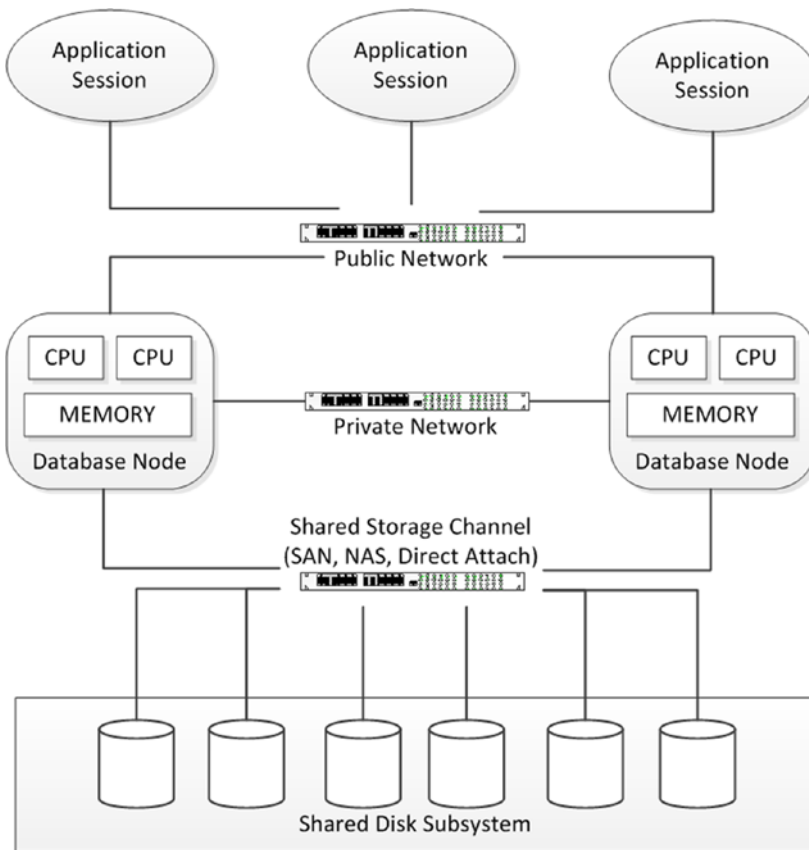 Application
Session
Application
Session
Application
Session
Public Network
CPU
CPU
MEMORY
Database Node
Private Network
CPU
CPU
MEMORY
Database Node
Shared Storage Channel
(SAN, NAS, Direct Attach)
Shared Disk Subsystem